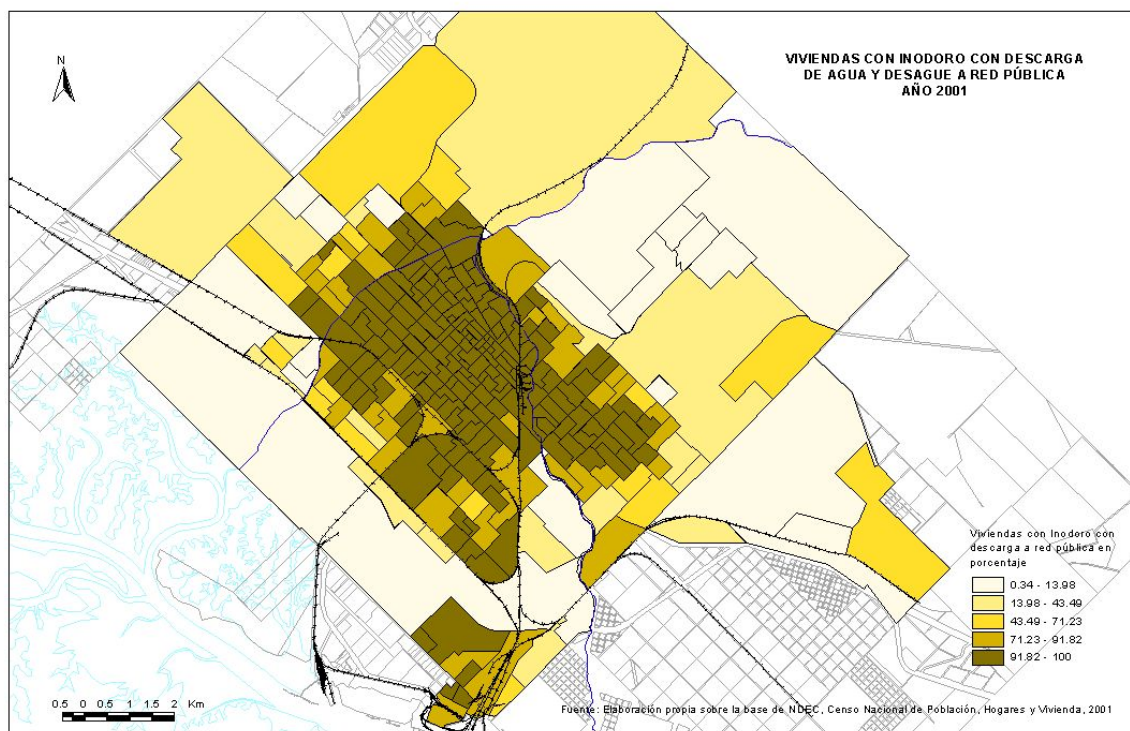 VIVIENDAS CON INODORO CON DESCARGA
DE AGUA Y DESAGUE A RED PÚBLICA
AÑO 2001
N
Viviendas con Inodoro con
descarga a red pública en
porcentaje
0.34 - 13.98
13.98 - 43.49
43.49 - 71.23
71.23 - 91.82
91.82 - 100
0.5 0 0.5 1 1.5 2 Km
Fuente: Elaboración propia sobre la base de NDEC, Censo Nacional de Población, Hogares y Vivienda, 2001